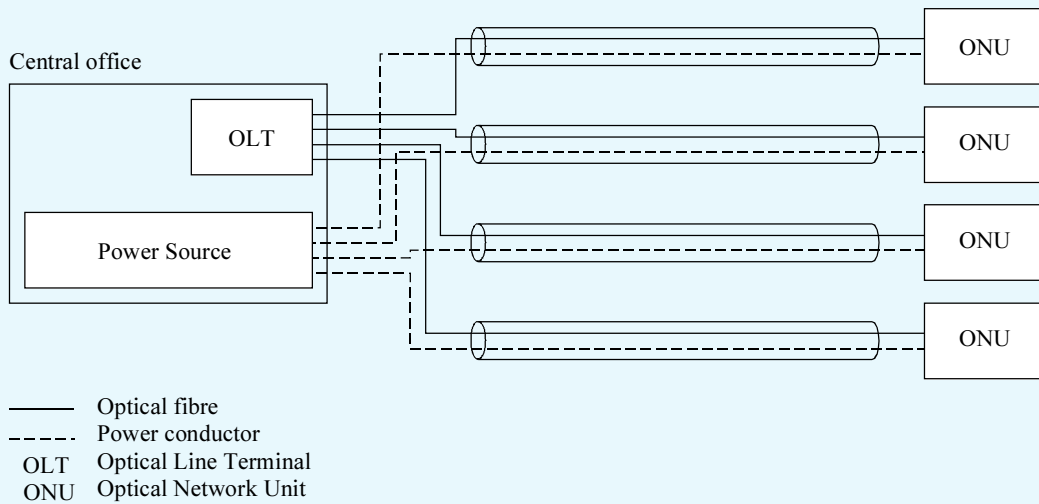 ONU
Central office
OLT
ONU
Power Source
ONU
ONU
Optical fibre
Power conductor
OLT Optical Line Terminal
ONU Optical Network Unit